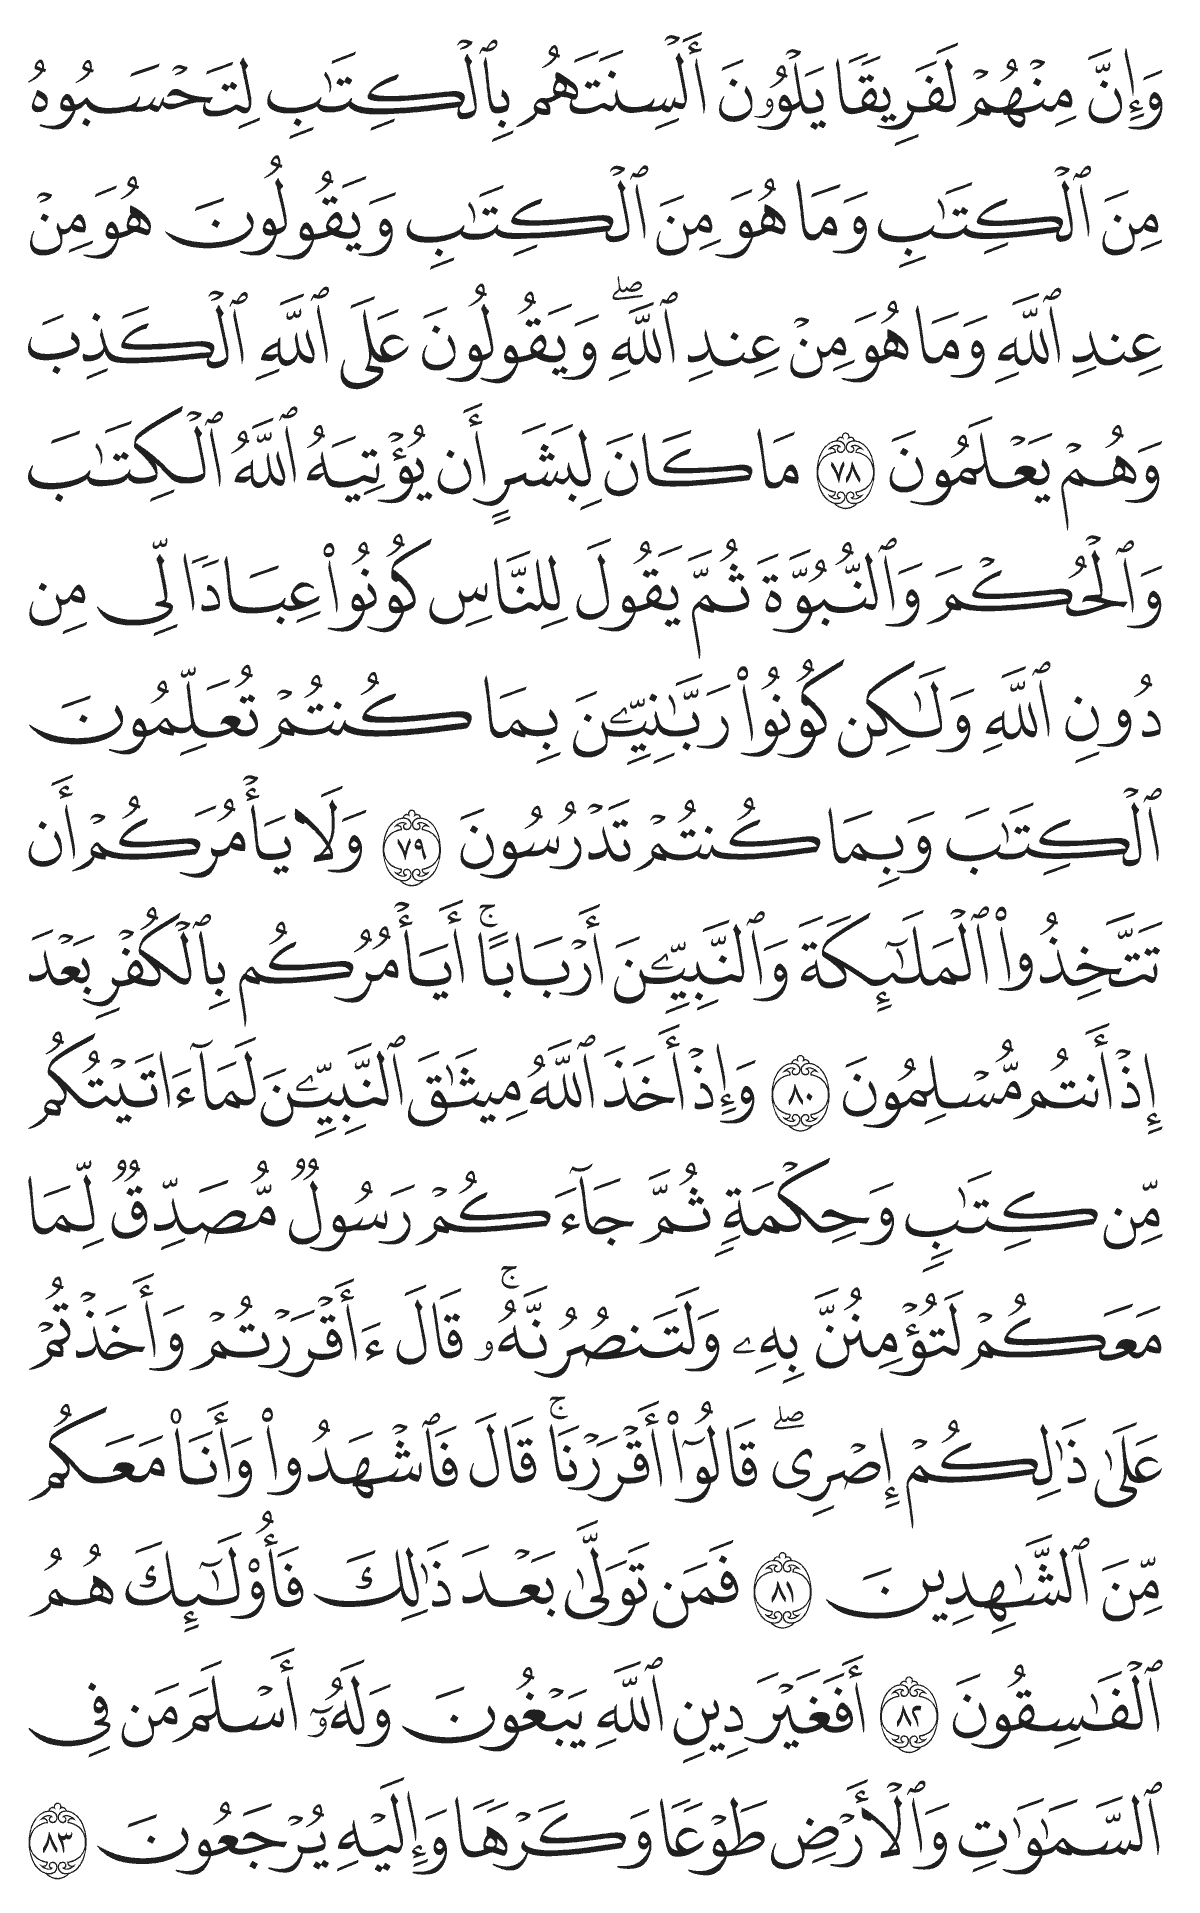 وَإِنَّ مِنۡهُمۡ لَفَرِيقٗا يَلۡوُۥنَ أَلۡسِنَتَهُم بِٱلۡكِتَٰبِ لِتَحۡسَبُوهُ
مِنَ ٱلۡكِتَٰبِ وَمَا هُوَ مِنَ ٱلۡكِتَٰبِ وَيَقُولُونَ هُوَ مِنۡ
عِندِ ٱللَّهِ وَمَا هُوَ مِنۡ عِندِ ٱللَّهِۖ وَيَقُولُونَ عَلَى ٱللَّهِ ٱلۡكَذِبَ
وَهُمۡ يَعۡلَمُونَ ٧٨ مَا كَانَ لِبَشَرٍ أَن يُؤۡتِيَهُ ٱللَّهُ ٱلۡكِتَٰبَ
وَٱلۡحُكۡمَ وَٱلنُّبُوَّةَ ثُمَّ يَقُولَ لِلنَّاسِ كُونُواْ عِبَادٗا لِّي مِن
دُونِ ٱللَّهِ وَلَٰكِن كُونُواْ رَبَّٰنِيِّـۧنَ بِمَا كُنتُمۡ تُعَلِّمُونَ
ٱلۡكِتَٰبَ وَبِمَا كُنتُمۡ تَدۡرُسُونَ ٧٩ وَلَا يَأۡمُرَكُمۡ أَن
تَتَّخِذُواْ ٱلۡمَلَٰٓئِكَةَ وَٱلنَّبِيِّـۧنَ أَرۡبَابًاۚ أَيَأۡمُرُكُم بِٱلۡكُفۡرِ بَعۡدَ
إِذۡ أَنتُم مُّسۡلِمُونَ ٨٠ وَإِذۡ أَخَذَ ٱللَّهُ مِيثَٰقَ ٱلنَّبِيِّـۧنَ لَمَآ ءَاتَيۡتُكُم
مِّن كِتَٰبٖ وَحِكۡمَةٖ ثُمَّ جَآءَكُمۡ رَسُولٞ مُّصَدِّقٞ لِّمَا
مَعَكُمۡ لَتُؤۡمِنُنَّ بِهِۦ وَلَتَنصُرُنَّهُۥۚ قَالَ ءَأَقۡرَرۡتُمۡ وَأَخَذۡتُمۡ
عَلَىٰ ذَٰلِكُمۡ إِصۡرِيۖ قَالُوٓاْ أَقۡرَرۡنَاۚ قَالَ فَٱشۡهَدُواْ وَأَنَا۠ مَعَكُم
مِّنَ ٱلشَّٰهِدِينَ ٨١ فَمَن تَوَلَّىٰ بَعۡدَ ذَٰلِكَ فَأُوْلَٰٓئِكَ هُمُ
ٱلۡفَٰسِقُونَ ٨٢ أَفَغَيۡرَ دِينِ ٱللَّهِ يَبۡغُونَ وَلَهُۥٓ أَسۡلَمَ مَن فِي
ٱلسَّمَٰوَٰتِ وَٱلۡأَرۡضِ طَوۡعٗا وَكَرۡهٗا وَإِلَيۡهِ يُرۡجَعُونَ ٨٣